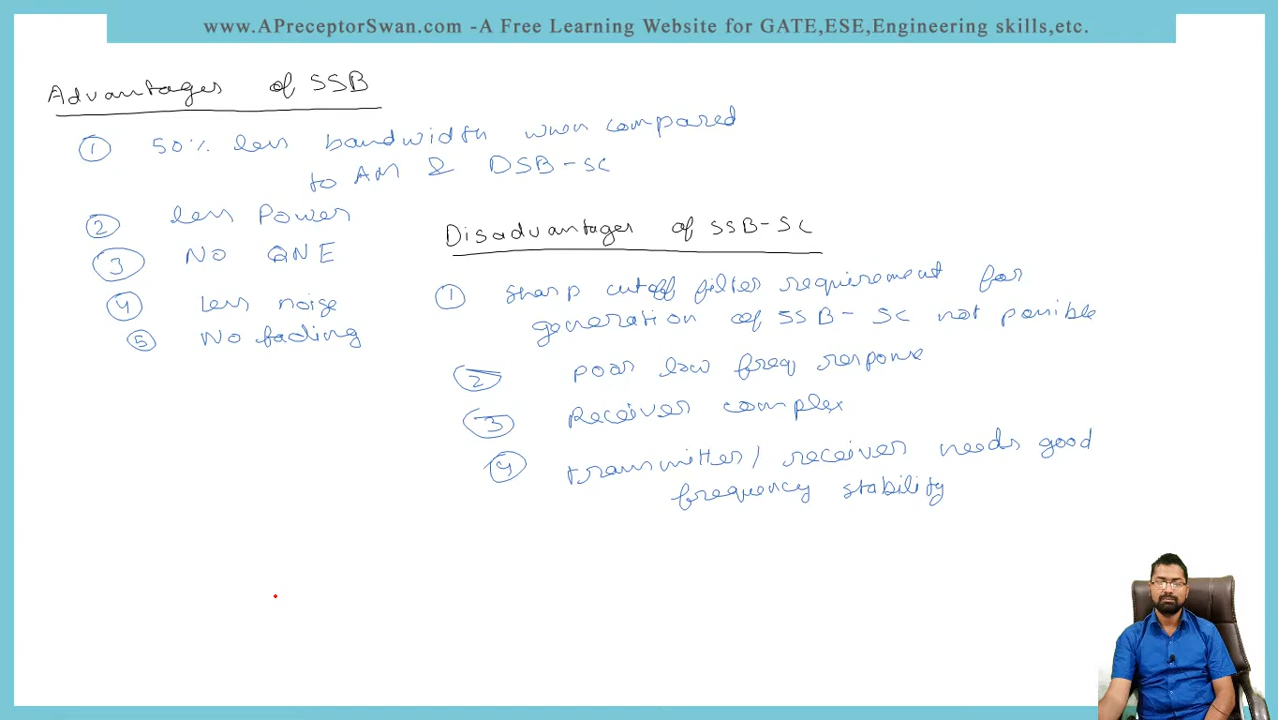 www.APreceptorSwan.com -A Free Learning Website for GATE,ESE,Engineering skills,etc.
Advantages of SSB
① 50% less bandwidth when compared
to AM & DSB-SC
② less Power
③ No QNE
④ less noise
⑤ No fading
Disadvantages of SSB-SC
① sharp cutoff filter requirement for
generation of SSB-SC not possible
② poor low freq response
③ Receiver complex
④ transmitter/ receiver needs good
frequency stability